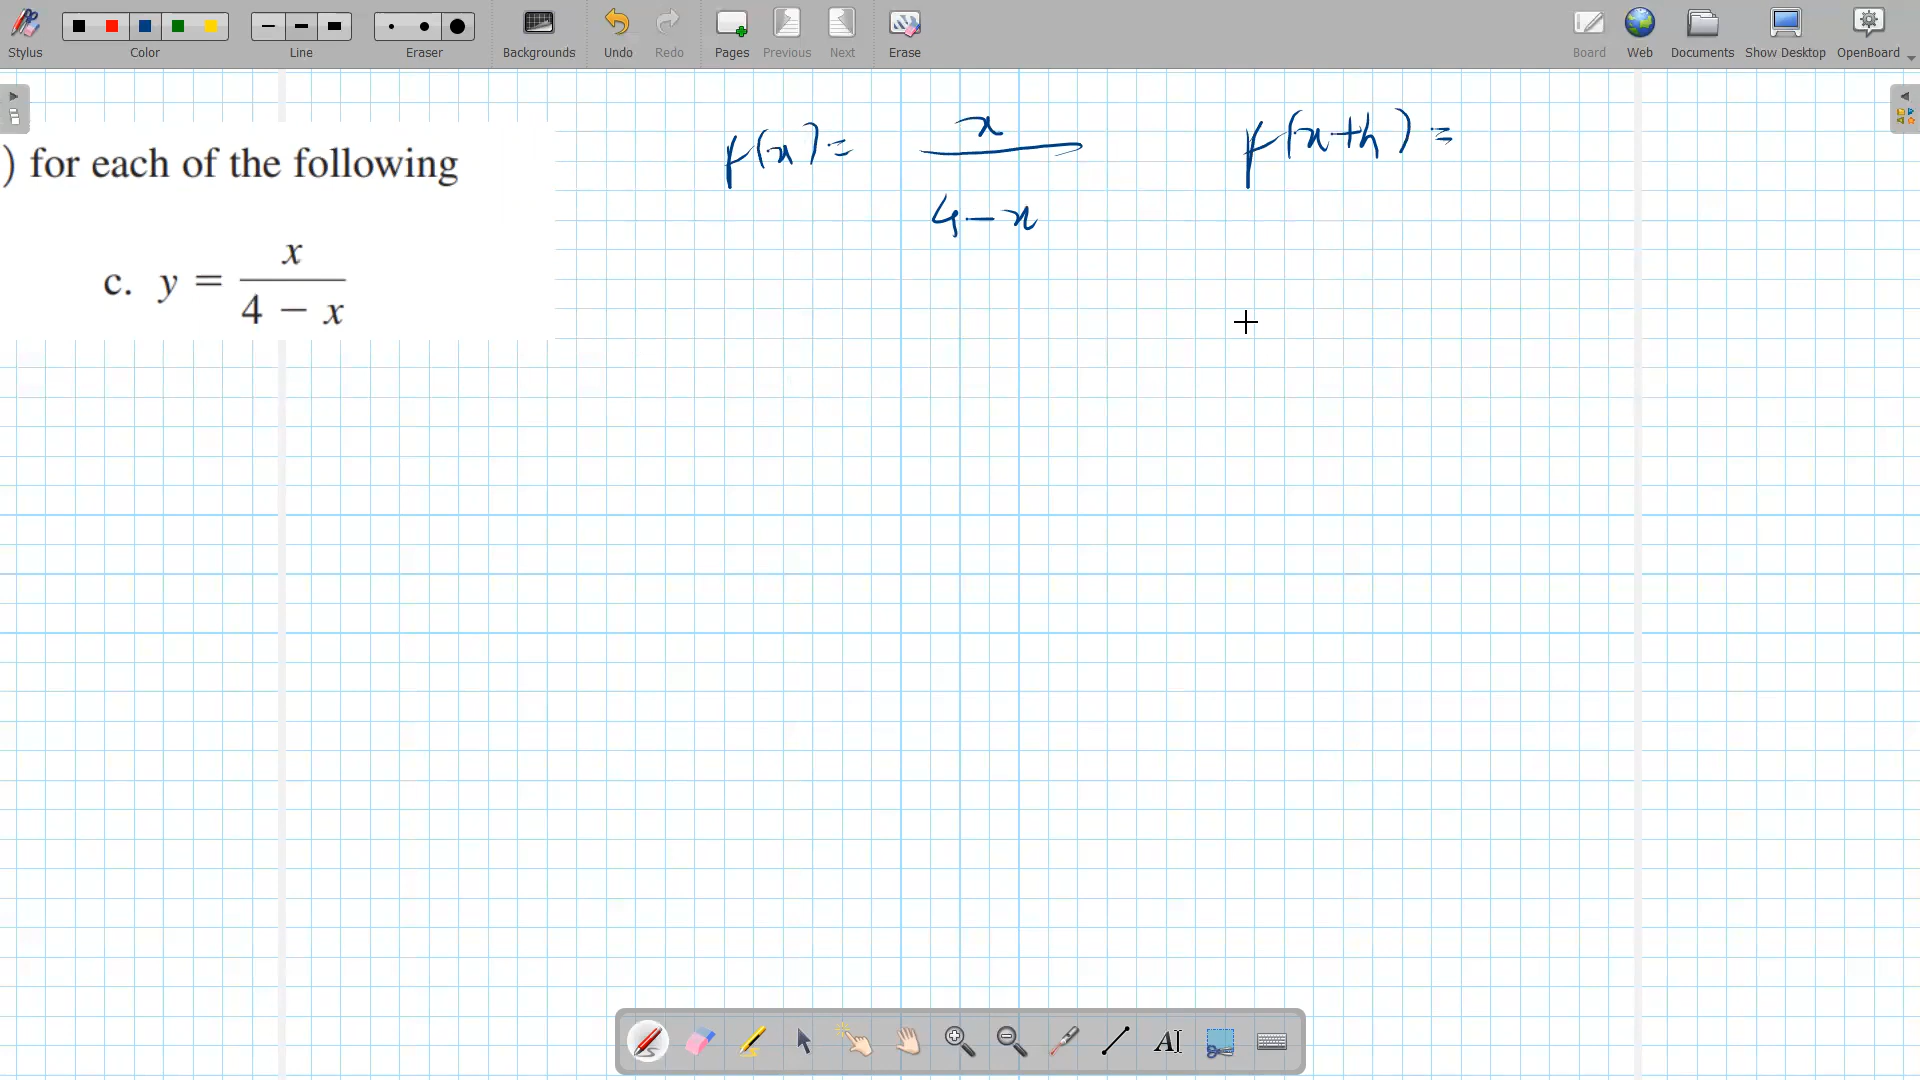 Stylus Color Line Eraser Backgrounds Undo Redo Pages Previous Next Erase Board Web Documents Show Desktop OpenBoard
) for each of the following
c. y = x / (4 − x)
f(x) = x / (4 − x)
f(x+h) =